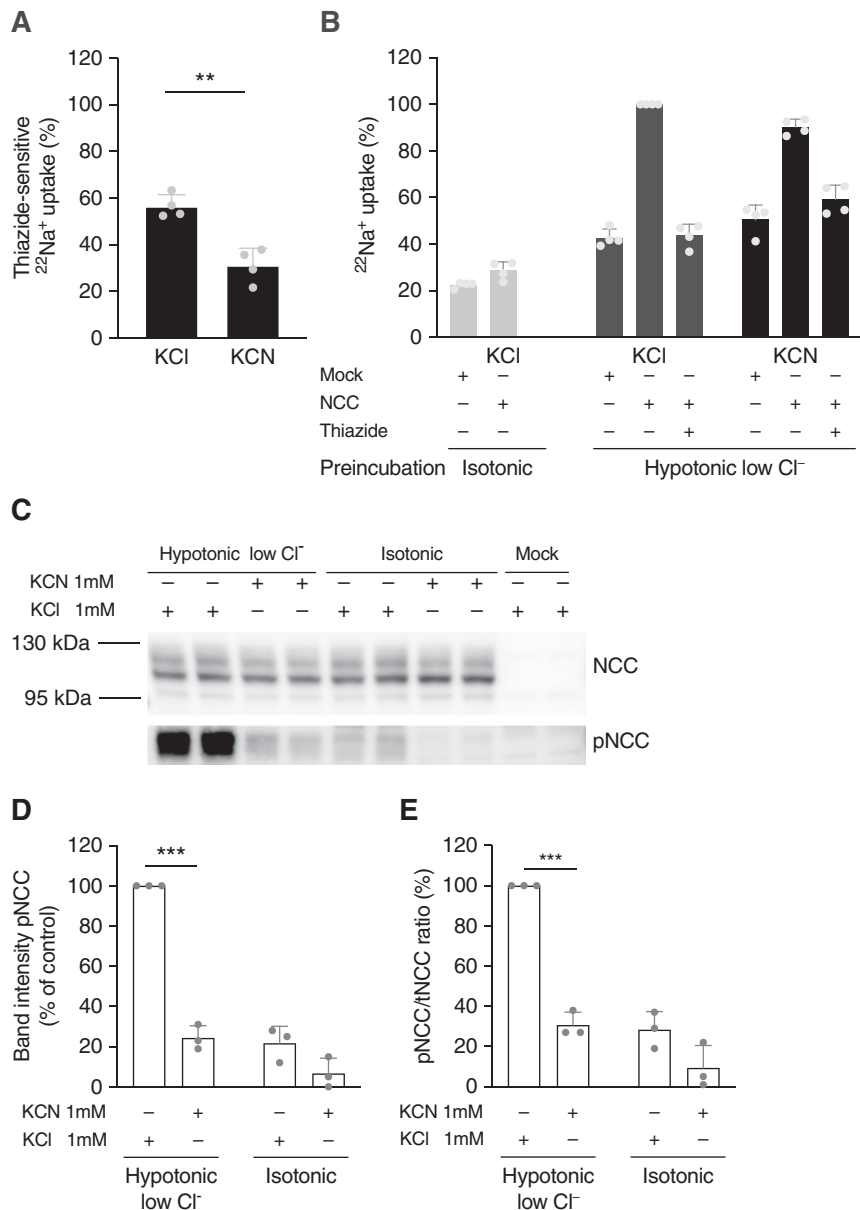 A
Thiazide-sensitive
²²Na⁺ uptake (%)
120
100
80
60
40
20
0
**
KCl KCN
B
²²Na⁺ uptake (%)
120
100
80
60
40
20
0
KCl KCl KCN
Mock + – + – – + – –
NCC – + – + + – + +
Thiazide – – – – + – – +
Preincubation Isotonic Hypotonic low Cl⁻
C
Hypotonic low Cl⁻ Isotonic Mock
KCN 1mM – – + + – – + + – –
KCl 1mM + + – – + + – – + +
130 kDa
NCC
95 kDa
pNCC
D
Band intensity pNCC
(% of control)
120
100
80
60
40
20
0
***
KCN 1mM – + – +
KCl 1mM + – + –
Hypotonic Isotonic
low Cl⁻
E
pNCC/tNCC ratio (%)
120
100
80
60
40
20
0
***
KCN 1mM – + – +
KCl 1mM + – + –
Hypotonic Isotonic
low Cl⁻